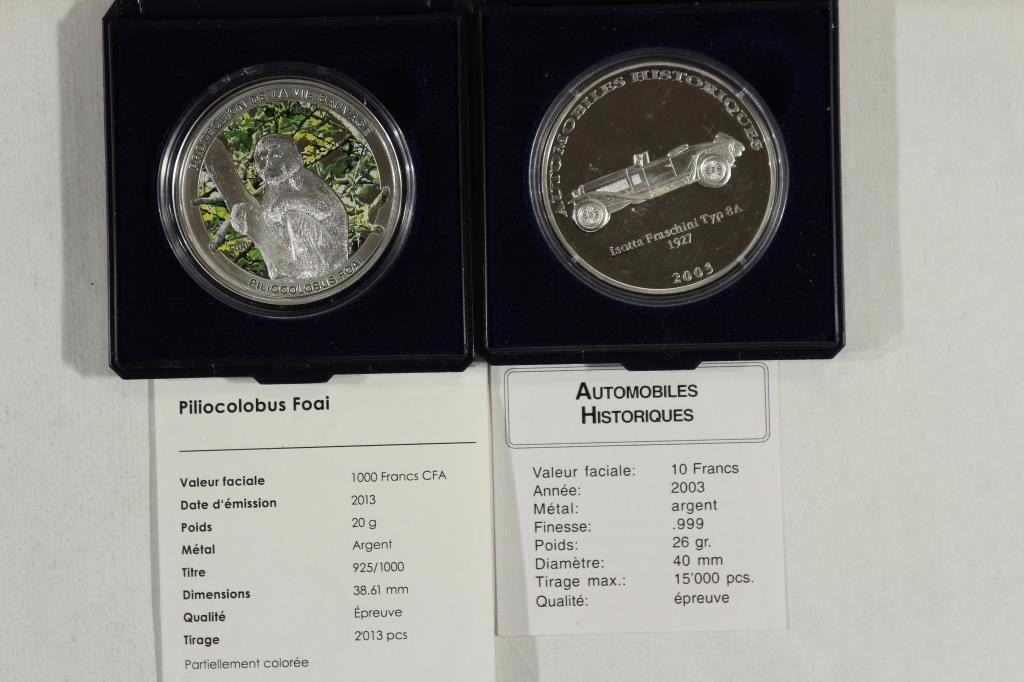 PROTECTION DE LA VIE SAUVAGE
PILIOCOLOBUS FOAI
AUTOMOBILES HISTORIQUES
Isotta Fraschini Typ 8A
1927
2003
Piliocolobus Foai
Valeur faciale 1000 Francs CFA
Date d'émission 2013
Poids 20 g
Métal Argent
Titre 925/1000
Dimensions 38.61 mm
Qualité Épreuve
Tirage 2013 pcs
Partiellement colorée
AUTOMOBILES
HISTORIQUES
Valeur faciale: 10 Francs
Année: 2003
Métal: argent
Finesse: .999
Poids: 26 gr.
Diamètre: 40 mm
Tirage max.: 15'000 pcs.
Qualité: épreuve